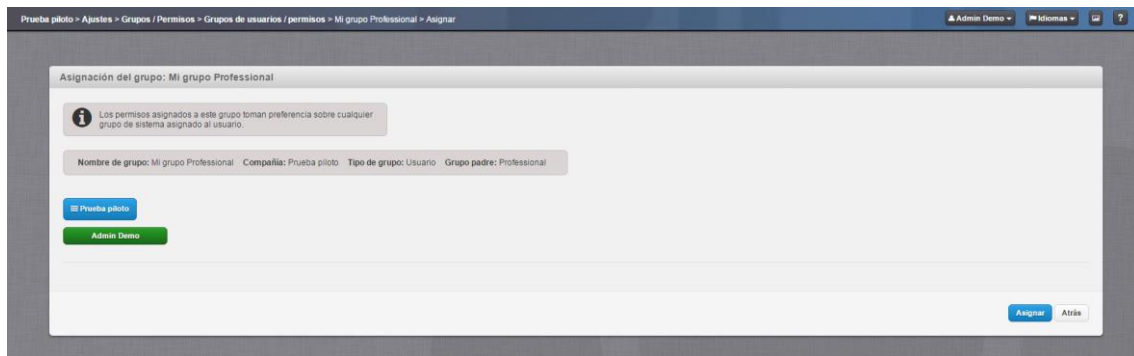 Prueba piloto > Ajustes > Grupos / Permisos > Grupos de usuarios / permisos > Mi grupo Professional > Asignar
Admin Demo
Idiomas
?
Asignación del grupo: Mi grupo Professional
Los permisos asignados a este grupo toman preferencia sobre cualquier
grupo de sistema asignado al usuario.
Nombre de grupo: Mi grupo Professional Compañía: Prueba piloto Tipo de grupo: Usuario Grupo padre: Professional
Prueba piloto
Admin Demo
Asignar
Atrás